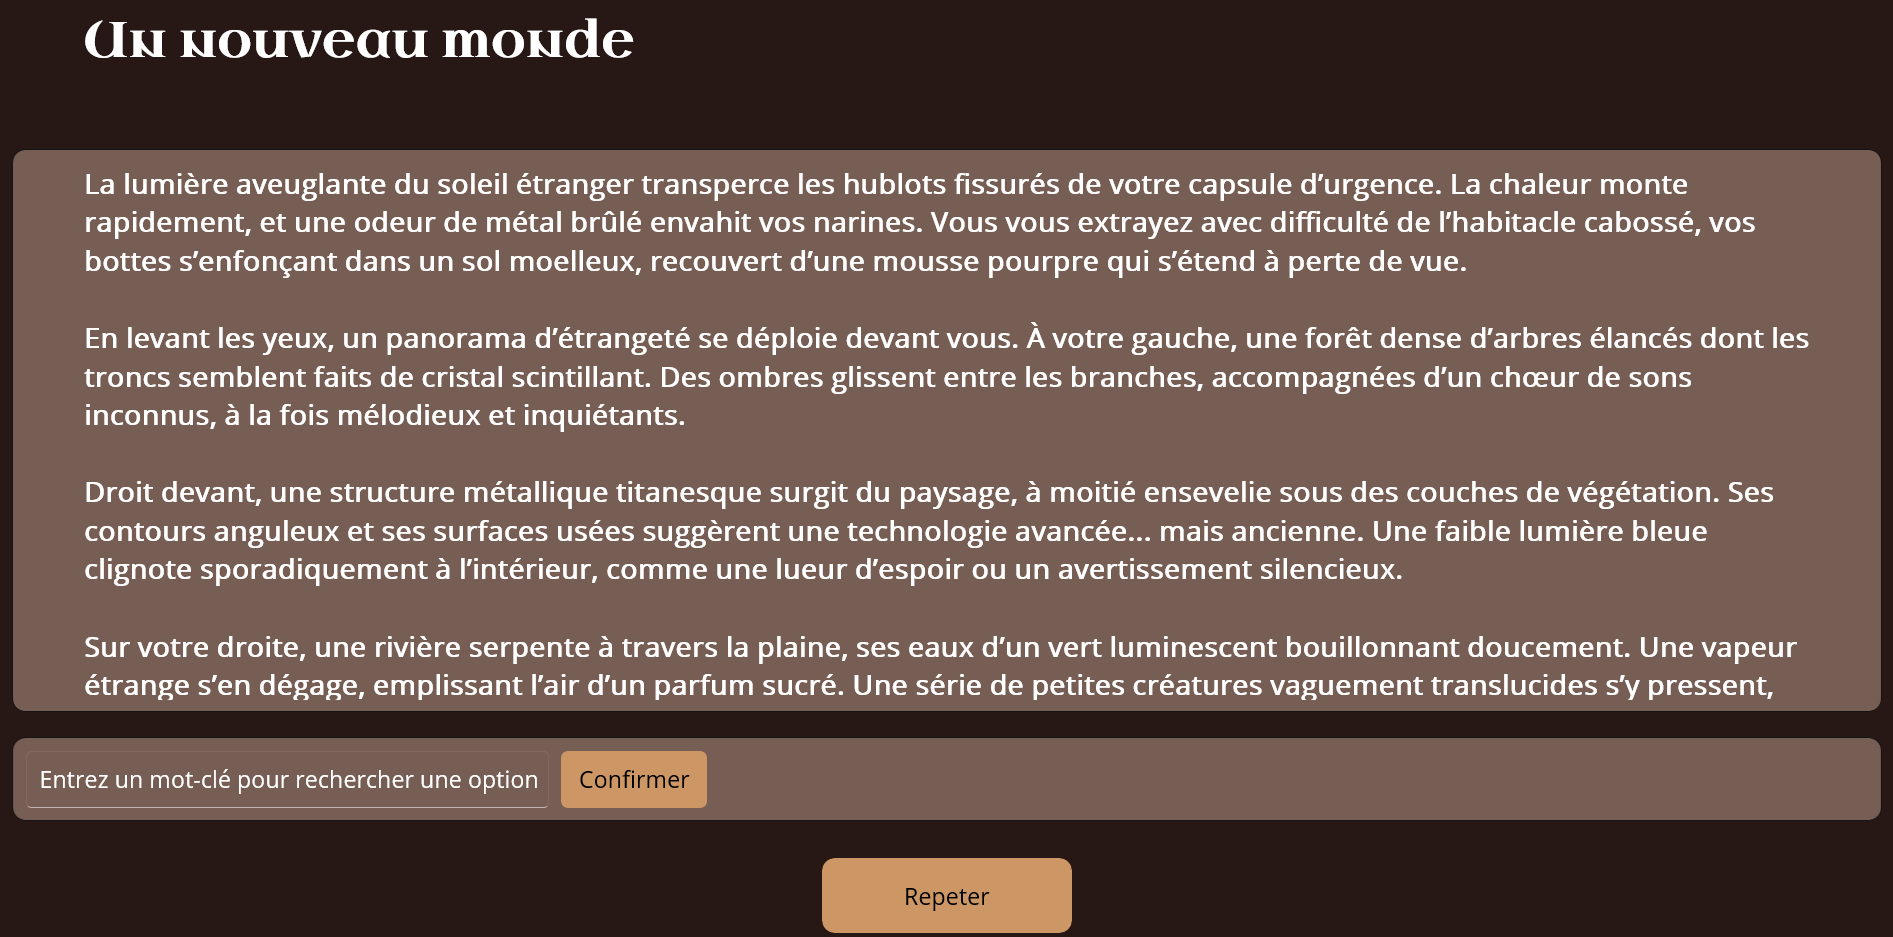 Un nouveau monde
La lumière aveuglante du soleil étranger transperce les hublots fissurés de votre capsule d’urgence. La chaleur monte
rapidement, et une odeur de métal brûlé envahit vos narines. Vous vous extrayez avec difficulté de l’habitacle cabossé, vos
bottes s’enfonçant dans un sol moelleux, recouvert d’une mousse pourpre qui s’étend à perte de vue.
En levant les yeux, un panorama d’étrangeté se déploie devant vous. À votre gauche, une forêt dense d’arbres élancés dont les
troncs semblent faits de cristal scintillant. Des ombres glissent entre les branches, accompagnées d’un chœur de sons
inconnus, à la fois mélodieux et inquiétants.
Droit devant, une structure métallique titanesque surgit du paysage, à moitié ensevelie sous des couches de végétation. Ses
contours anguleux et ses surfaces usées suggèrent une technologie avancée... mais ancienne. Une faible lumière bleue
clignote sporadiquement à l’intérieur, comme une lueur d’espoir ou un avertissement silencieux.
Sur votre droite, une rivière serpente à travers la plaine, ses eaux d’un vert luminescent bouillonnant doucement. Une vapeur
étrange s’en dégage, emplissant l’air d’un parfum sucré. Une série de petites créatures vaguement translucides s’y pressent,
Entrez un mot-clé pour rechercher une option
Confirmer
Repeter